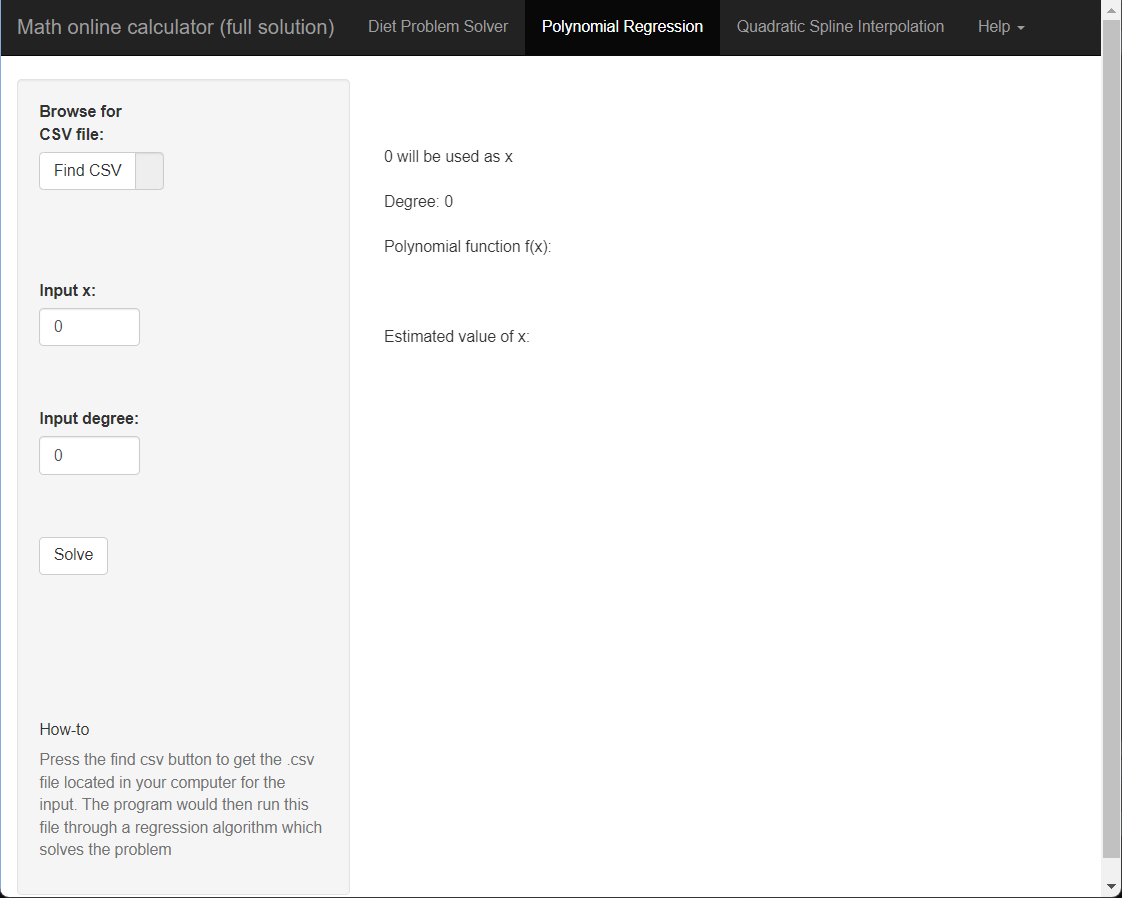 Math online calculator (full solution) Diet Problem Solver Polynomial Regression Quadratic Spline Interpolation Help
Browse for
CSV file:
Find CSV
Input x:
0
Input degree:
0
Solve
How-to
Press the find csv button to get the .csv
file located in your computer for the
input. The program would then run this
file through a regression algorithm which
solves the problem
0 will be used as x
Degree: 0
Polynomial function f(x):
Estimated value of x: